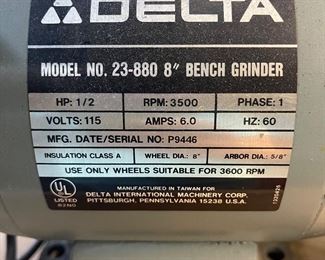 DELTA
MODEL NO. 23-880 8" BENCH GRINDER
HP: 1/2 RPM: 3500 PHASE: 1
VOLTS: 115 AMPS: 6.0 HZ: 60
MFG. DATE/SERIAL NO: P9446
INSULATION CLASS A WHEEL DIA.: 8" ARBOR DIA.: 5/8"
USE ONLY WHEELS SUITABLE FOR 3600 RPM
UL
LISTED
MANUFACTURED IN TAIWAN FOR
DELTA INTERNATIONAL MACHINERY CORP.
PITTSBURGH, PENNSYLVANIA 15238 U.S.A.